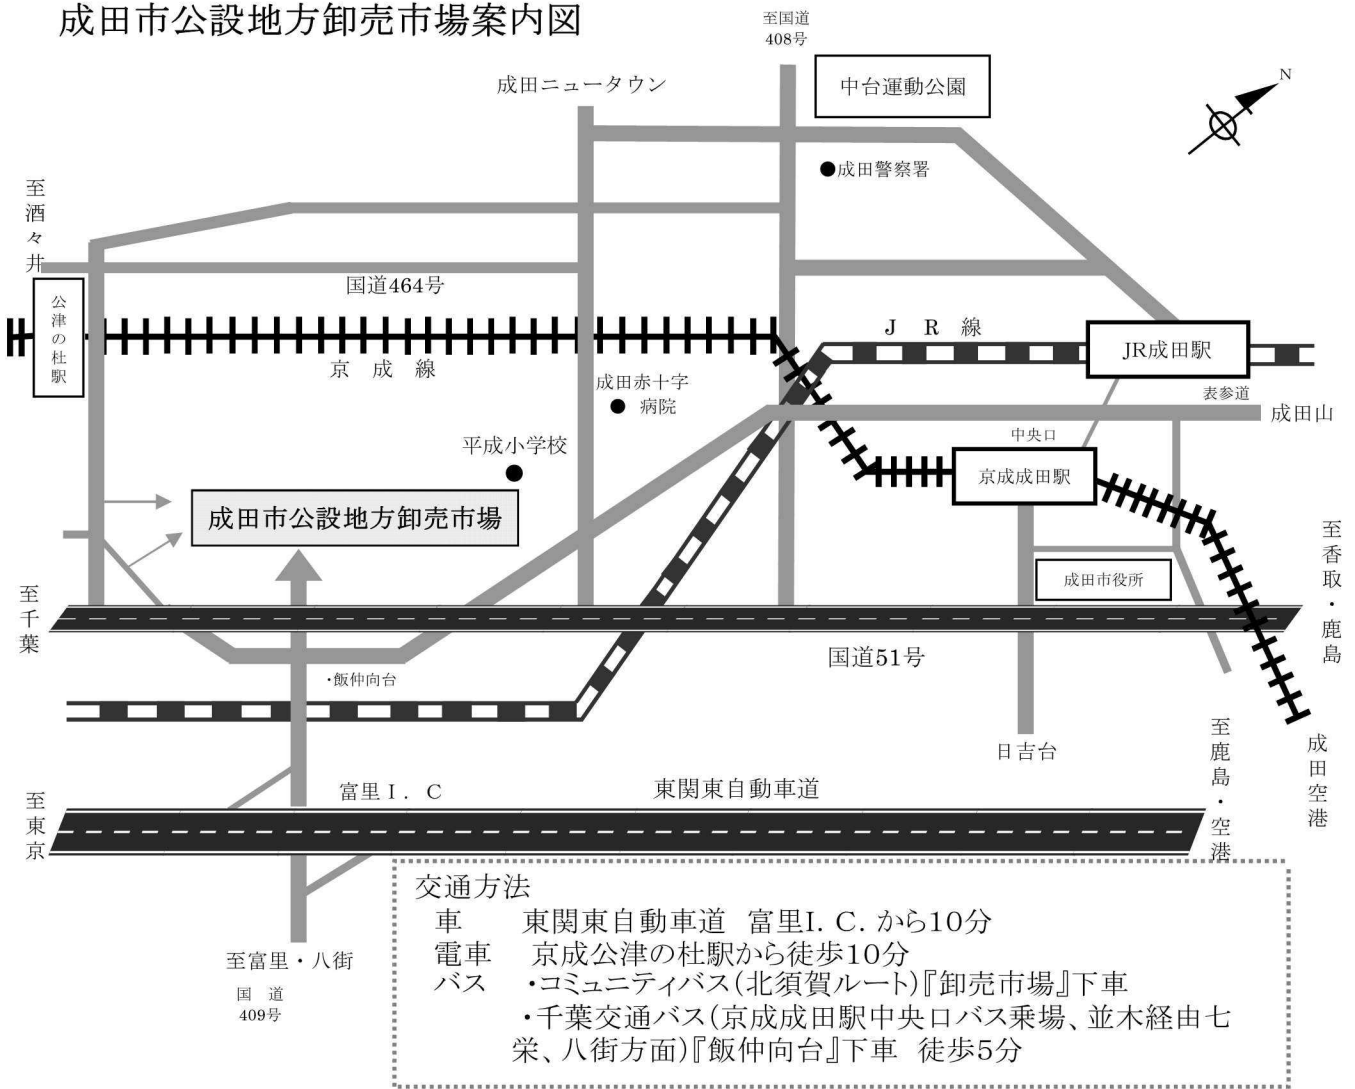 成田市公設地方卸売市場案内図
至国道
408号
N
中台運動公園
成田ニュータウン
成田警察署
至酒々井
国道464号
公津の杜駅
京成線
JR線
JR成田駅
成田赤十字
病院
表参道
成田山
中央口
平成小学校
京成成田駅
成田市公設地方卸売市場
至香取・鹿島
成田市役所
至千葉
国道51号
・飯仲向台
日吉台
至鹿島・空港
成田空港
富里I.C
東関東自動車道
至東京
至富里・八街
国道
409号
交通方法
車 東関東自動車道 富里I.C.から10分
電車 京成公津の杜駅から徒歩10分
バス ・コミュニティバス(北須賀ルート)『卸売市場』下車
・千葉交通バス(京成成田駅中央口バス乗場、並木経由七
栄、八街方面)『飯仲向台』下車 徒歩5分